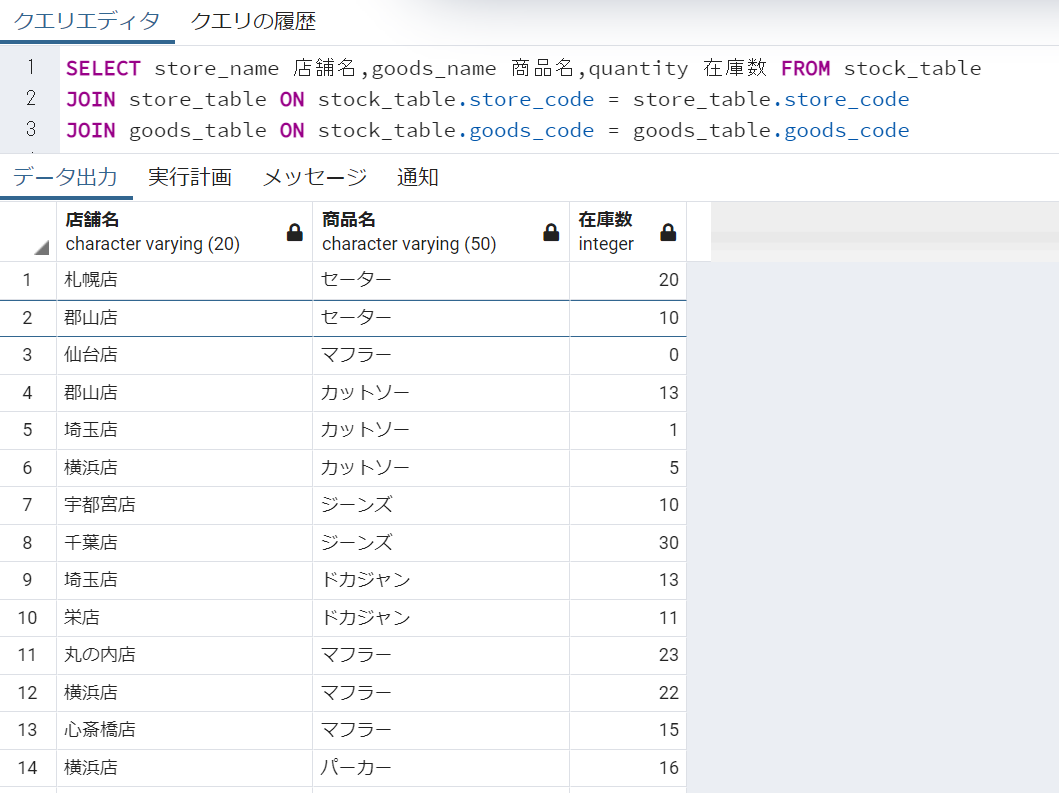 クエリエディタ クエリの履歴
1 SELECT store_name 店舗名,goods_name 商品名,quantity 在庫数 FROM stock_table
2 JOIN store_table ON stock_table.store_code = store_table.store_code
3 JOIN goods_table ON stock_table.goods_code = goods_table.goods_code
データ出力 実行計画 メッセージ 通知
店舗名 商品名 在庫数
character varying (20) character varying (50) integer
1 札幌店 セーター 20
2 郡山店 セーター 10
3 仙台店 マフラー 0
4 郡山店 カットソー 13
5 埼玉店 カットソー 1
6 横浜店 カットソー 5
7 宇都宮店 ジーンズ 10
8 千葉店 ジーンズ 30
9 埼玉店 ドカジャン 13
10 栄店 ドカジャン 11
11 丸の内店 マフラー 23
12 横浜店 マフラー 22
13 心斎橋店 マフラー 15
14 横浜店 パーカー 16